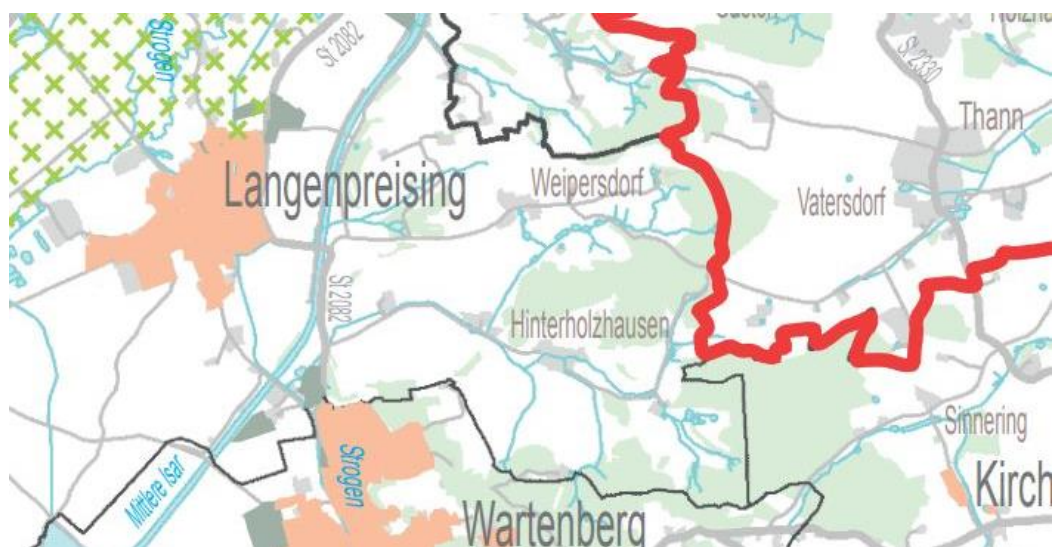 Strogen
St 2082
St 2330
Thann
Langenpreising
Weipersdorf
Vatersdorf
St 2082
Hinterholzhausen
Sinnering
Strogen
Mittlere Isar
Kirch
Wartenberg